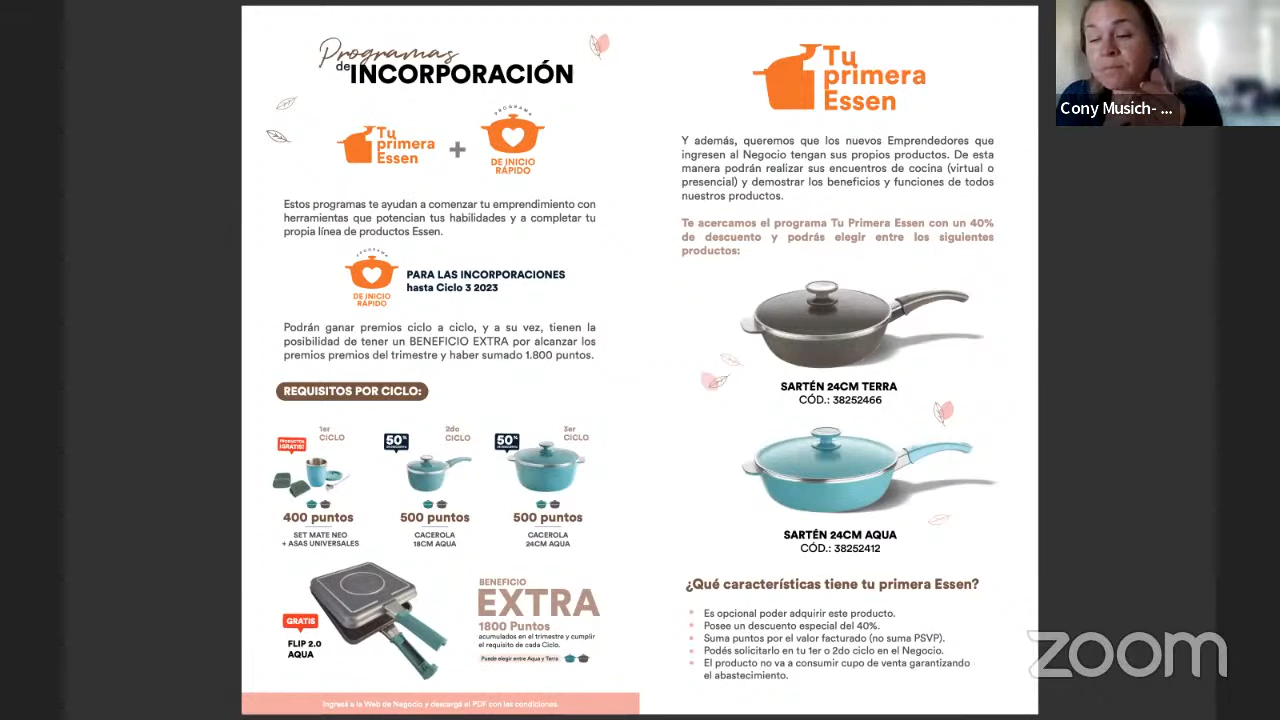 Programas
de INCORPORACIÓN
Tu
primera
Essen
+
PROGRAMA
DE INICIO
RÁPIDO
Estos programas te ayudan a comenzar tu emprendimiento con
herramientas que potencian tus habilidades y a completar tu
propia línea de productos Essen.
PROGRAMA
DE INICIO
RÁPIDO
PARA LAS INCORPORACIONES
hasta Ciclo 3 2023
Podrán ganar premios ciclo a ciclo, y a su vez, tienen la
posibilidad de tener un BENEFICIO EXTRA por alcanzar los
premios premios del trimestre y haber sumado 1.800 puntos.
REQUISITOS POR CICLO:
PRODUCTOS
¡GRATIS!
1er
CICLO
400 puntos
SET MATE NEO
+ ASAS UNIVERSALES
50%
2do
CICLO
500 puntos
CACEROLA
18CM AQUA
50%
3er
CICLO
500 puntos
CACEROLA
24CM AQUA
GRATIS
FLIP 2.0
AQUA
BENEFICIO
EXTRA
1800 Puntos
acumulados en el trimestre y cumplir
el requisito de cada Ciclo.
Puede elegir entre Aqua y Terra
Ingresá a la Web de Negocio y descargá el PDF con las condiciones.
Tu
primera
Essen
Y además, queremos que los nuevos Emprendedores que
ingresen al Negocio tengan sus propios productos. De esta
manera podrán realizar sus encuentros de cocina (virtual o
presencial) y demostrar los beneficios y funciones de todos
nuestros productos.
Te acercamos el programa Tu Primera Essen con un 40%
de descuento y podrás elegir entre los siguientes
productos:
SARTÉN 24CM TERRA
CÓD.: 38252466
SARTÉN 24CM AQUA
CÓD.: 38252412
¿Qué características tiene tu primera Essen?
Es opcional poder adquirir este producto.
Posee un descuento especial del 40%.
Suma puntos por el valor facturado (no suma PSVP).
Podés solicitarlo en tu 1er o 2do ciclo en el Negocio.
El producto no va a consumir cupo de venta garantizando
el abastecimiento.
Cony Musich- ...
zoom